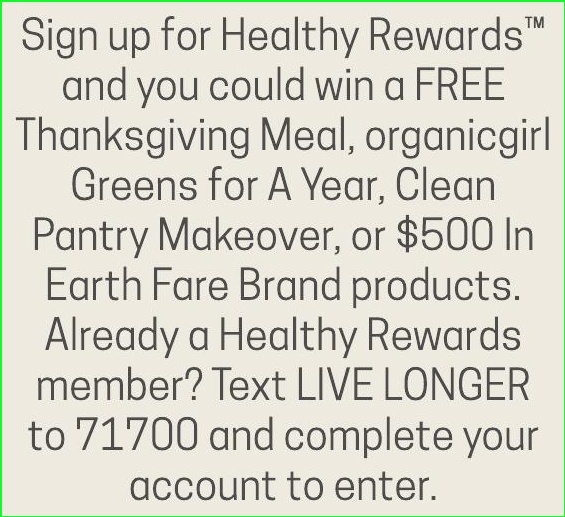 Sign up for Healthy Rewards™
and you could win a FREE
Thanksgiving Meal, organicgirl
Greens for A Year, Clean
Pantry Makeover, or $500 In
Earth Fare Brand products.
Already a Healthy Rewards
member? Text LIVE LONGER
to 71700 and complete your
account to enter.